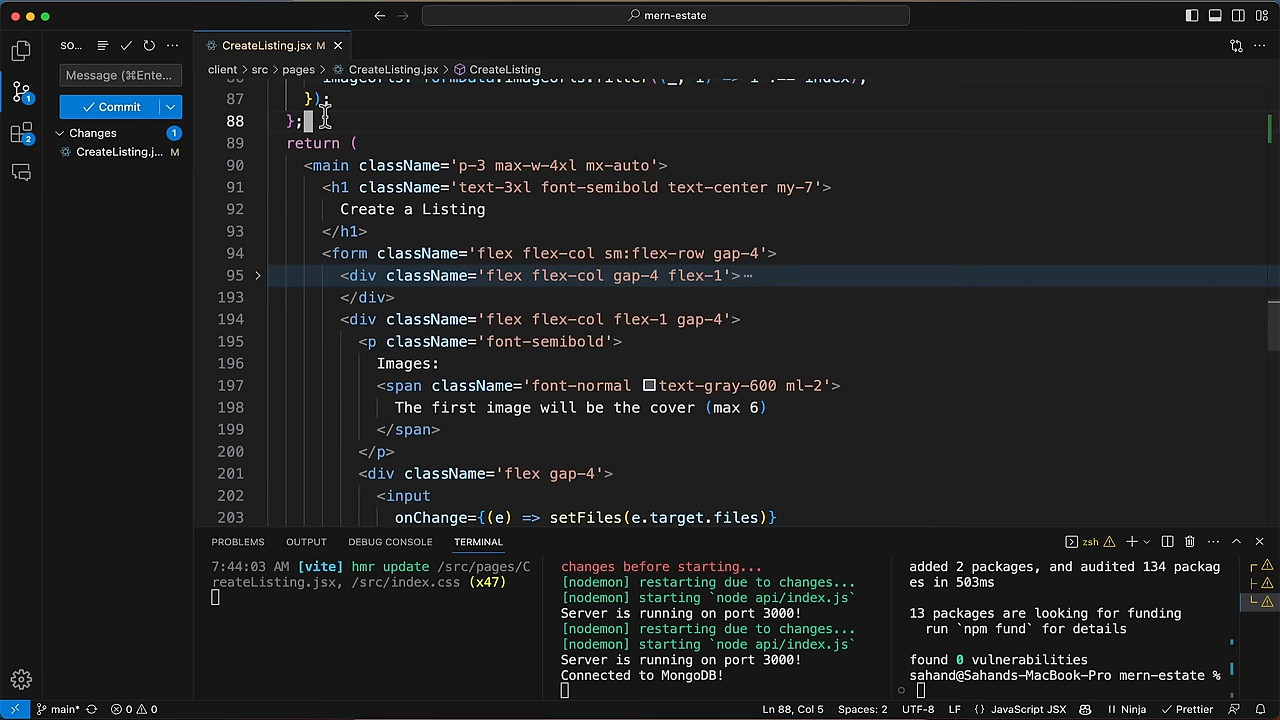 mern-estate
SO...
CreateListing.jsx M
Message (⌘Ente...
client > src > pages > CreateListing.jsx > CreateListing
Commit
Changes 1
CreateListing.j... M
1
2
87 });
88 };
89 return (
90 <main className='p-3 max-w-4xl mx-auto'>
91 <h1 className='text-3xl font-semibold text-center my-7'>
92 Create a Listing
93 </h1>
94 <form className='flex flex-col sm:flex-row gap-4'>
95 <div className='flex flex-col gap-4 flex-1'>⋯
193 </div>
194 <div className='flex flex-col flex-1 gap-4'>
195 <p className='font-semibold'>
196 Images:
197 <span className='font-normal text-gray-600 ml-2'>
198 The first image will be the cover (max 6)
199 </span>
200 </p>
201 <div className='flex gap-4'>
202 <input
203 onChange={(e) => setFiles(e.target.files)}
PROBLEMS OUTPUT DEBUG CONSOLE TERMINAL
zsh
7:44:03 AM [vite] hmr update /src/pages/C
reateListing.jsx, /src/index.css (x47)
changes before starting...
[nodemon] restarting due to changes...
[nodemon] starting `node api/index.js`
Server is running on port 3000!
[nodemon] restarting due to changes...
[nodemon] starting `node api/index.js`
Server is running on port 3000!
Connected to MongoDB!
added 2 packages, and audited 134 packag
es in 503ms
13 packages are looking for funding
run `npm fund` for details
found 0 vulnerabilities
sahand@Sahands-MacBook-Pro mern-estate %
main* 0 0 Ln 88, Col 5 Spaces: 2 UTF-8 LF {} JavaScript JSX Ninja Prettier